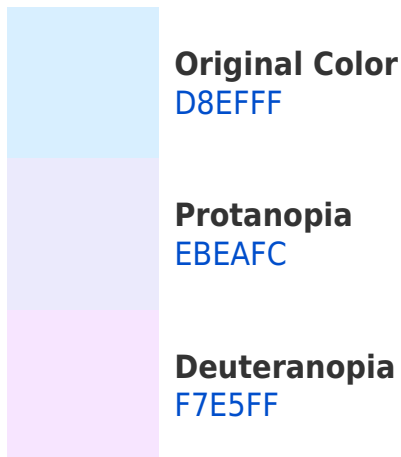 Original Color
D8EFFF
Protanopia
EBEAFC
Deuteranopia
F7E5FF